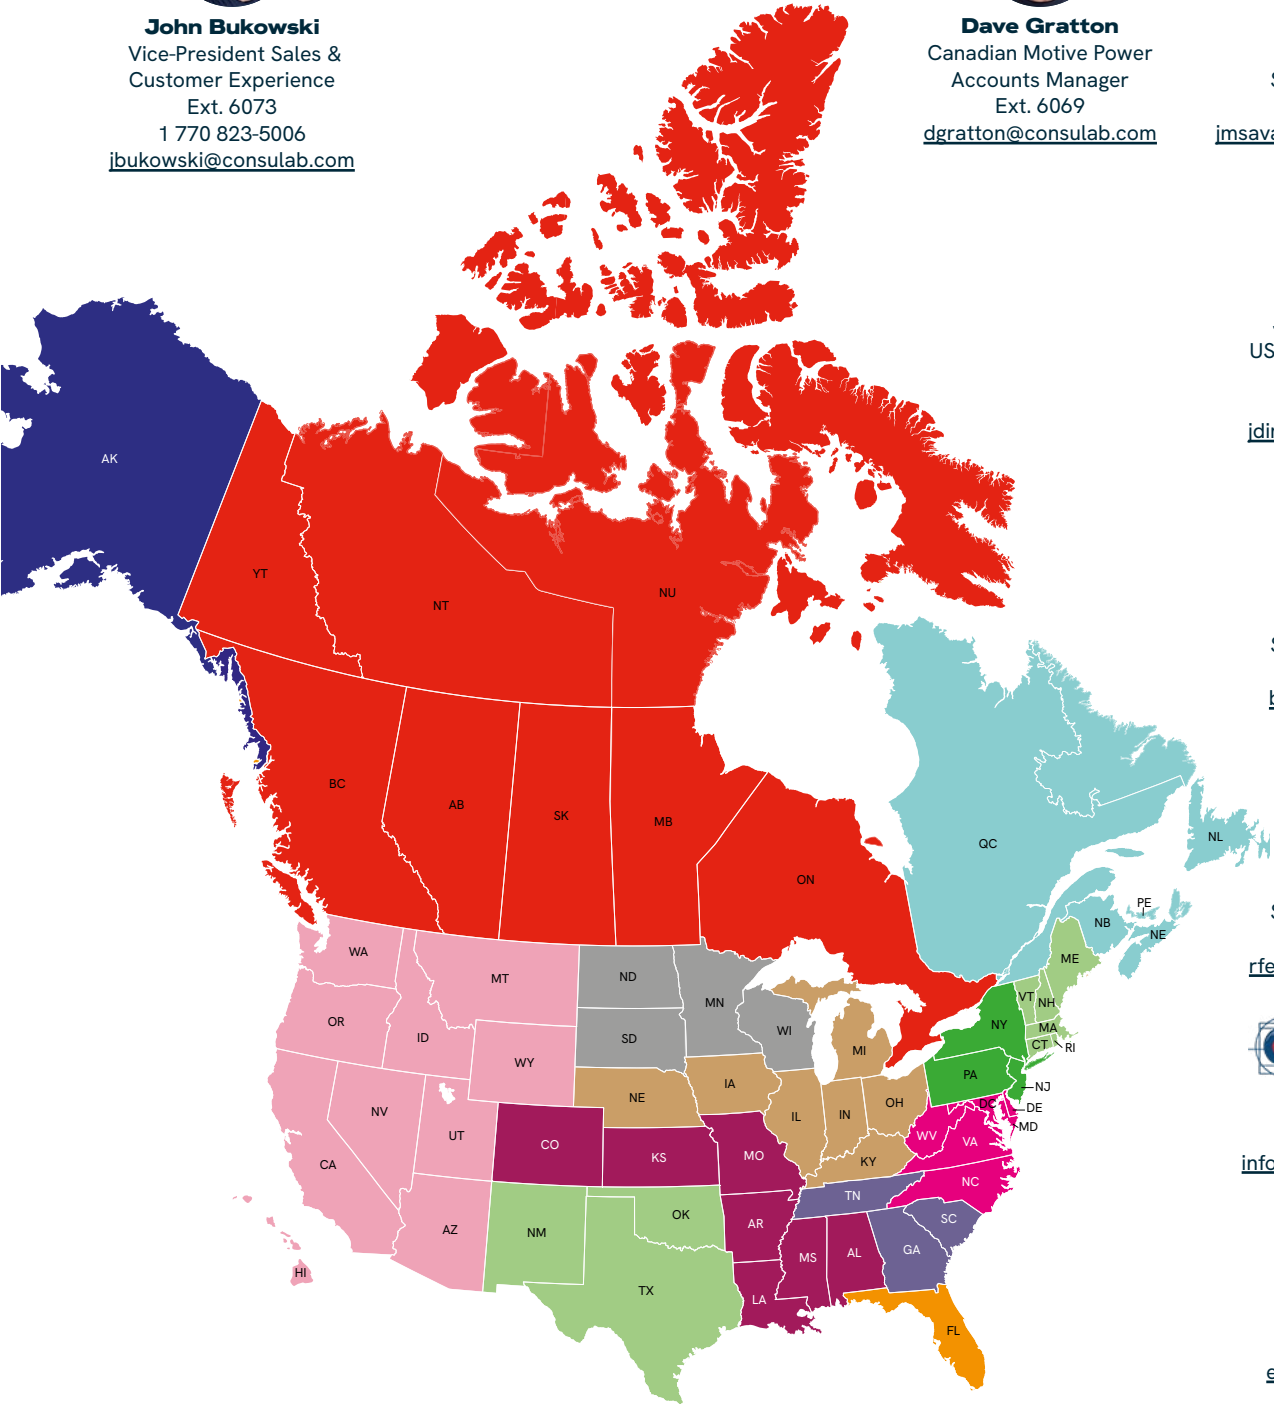 John Bukowski
Vice-President Sales &
Customer Experience
Ext. 6073
1 770 823-5006
jbukowski@consulab.com
Dave Gratton
Canadian Motive Power
Accounts Manager
Ext. 6069
dgratton@consulab.com
S
jmsava
US
jdin
AK
YT
NT
NU
S
b
BC
AB
SK
MB
ON
QC
NL
PE
NB
NE
S
rfe
WA
MT
ND
MN
ME
VT
NH
OR
ID
SD
WI
NY
MA
CT
RI
WY
MI
PA
NJ
NV
NE
IA
IL
IN
OH
DC
DE
MD
UT
CO
KS
MO
KY
WV
VA
info
CA
AZ
NM
OK
AR
TN
NC
SC
HI
TX
LA
MS
AL
GA
FL
e